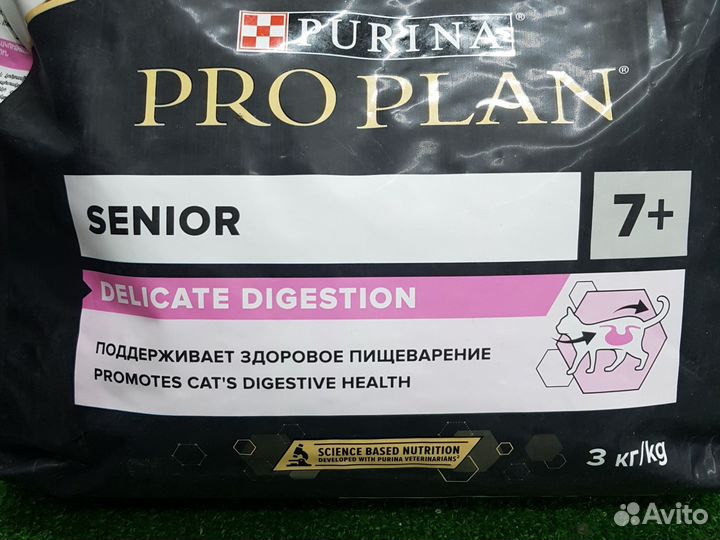 PURINA
PRO PLAN®
SENIOR
7+
DELICATE DIGESTION
ПОДДЕРЖИВАЕТ ЗДОРОВОЕ ПИЩЕВАРЕНИЕ
PROMOTES CAT'S DIGESTIVE HEALTH
SCIENCE BASED NUTRITION
DEVELOPED WITH PURINA VETERINARIANS²
3 кг/kg
Avito